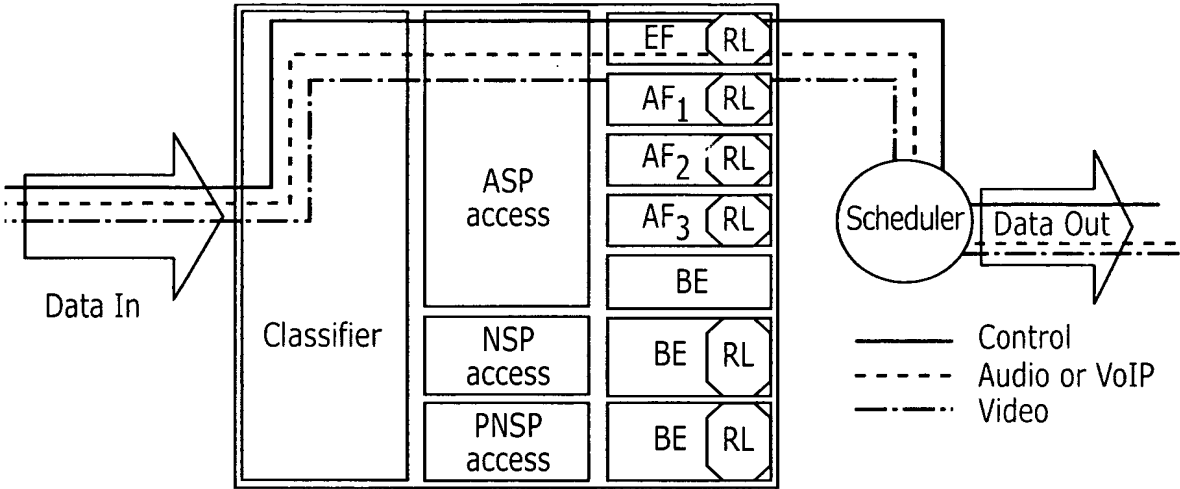 Data In
Classifier
ASP
access
NSP
access
PNSP
access
EF RL
AF1 RL
AF2 RL
AF3 RL
BE
BE RL
BE RL
Scheduler
Data Out
Control
Audio or VoIP
Video